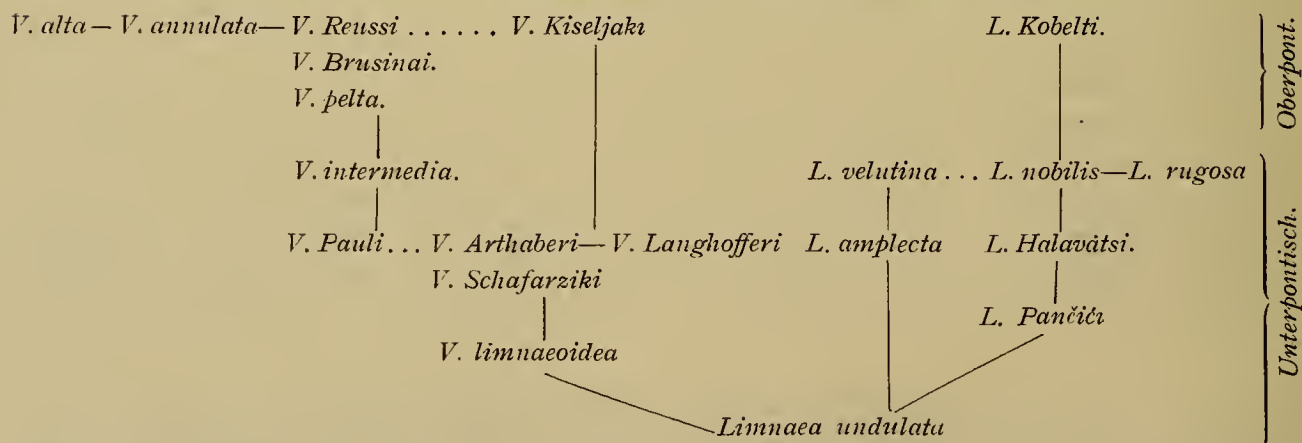 V. alta — V. annulata — V. Reussi . . . . . . V. Kiseljaki L. Kobelti.
V. Brusinai.
V. pelta.
Oberpont.
V. intermedia. L. velutina . . . L. nobilis — L. rugosa
V. Pauli . . . V. Arthaberi — V. Langhofferi L. amplecta L. Halavátsi.
V. Schafarziki
L. Pančići
V. limnaeoidea
Limnaea undulata
Unterpontisch.